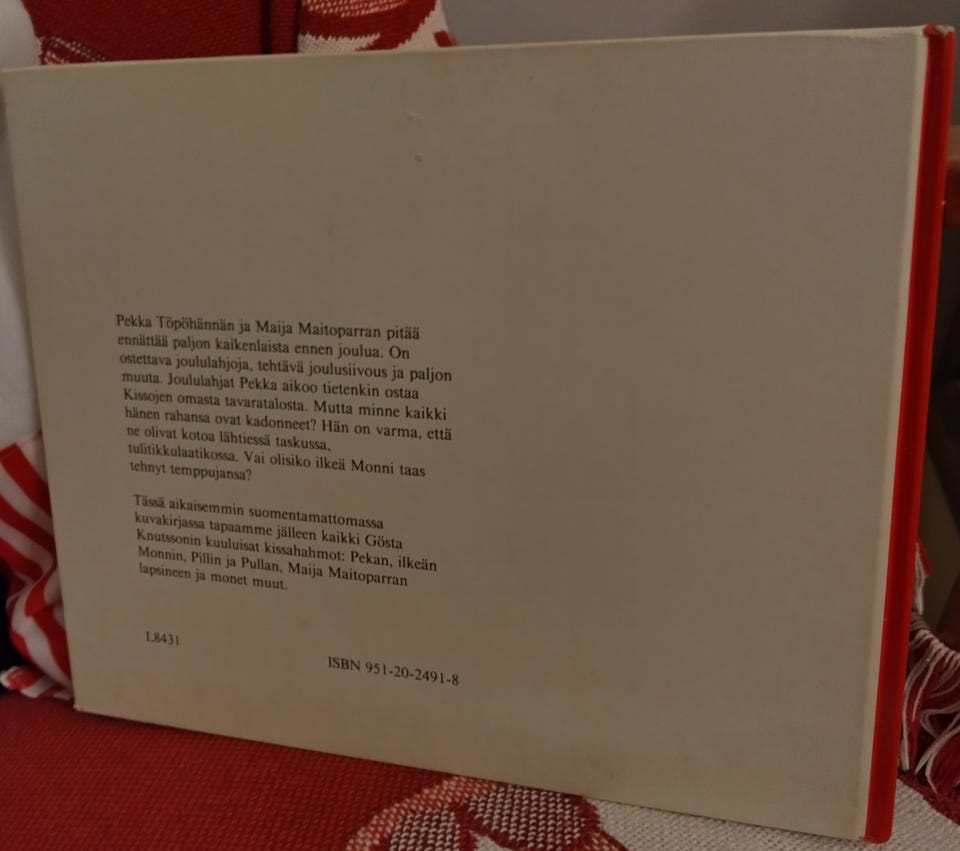 Pekka Töpöhännän ja Maija Maitoparran pitää
ennättää paljon kaikenlaista ennen joulua. On
ostettava joululahjoja, tehtävä joulusiivous ja paljon
muuta. Joululahjat Pekka aikoo tietenkin ostaa
Kissojen omasta tavaratalosta. Mutta minne kaikki
hänen rahansa ovat kadonneet? Hän on varma, että
ne olivat kotoa lähtiessä taskussa,
tulitikkulaatikossa. Vai olisiko ilkeä Monni taas
tehnyt temppujansa?
Tässä aikaisemmin suomentamattomassa
kuvakirjassa tapaamme jälleen kaikki Gösta
Knutssonin kuuluisat kissahahmot: Pekan, ilkeän
Monnin, Pillin ja Pullan, Maija Maitoparran
lapsineen ja monet muut.
L8431
ISBN 951-20-2491-8